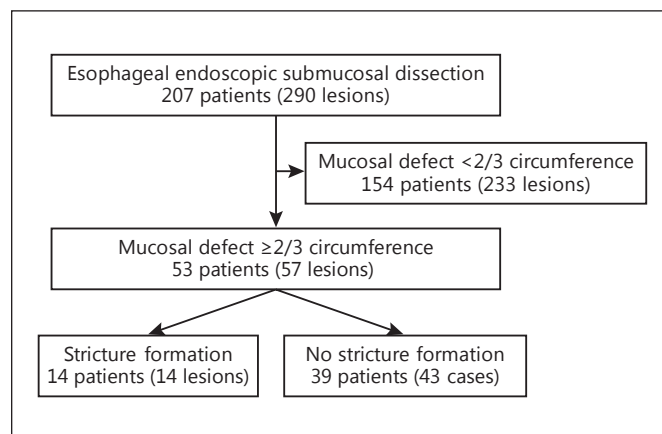 Esophageal endoscopic submucosal dissection
207 patients (290 lesions)
Mucosal defect <2/3 circumference
154 patients (233 lesions)
Mucosal defect ≥2/3 circumference
53 patients (57 lesions)
Stricture formation
14 patients (14 lesions)
No stricture formation
39 patients (43 cases)